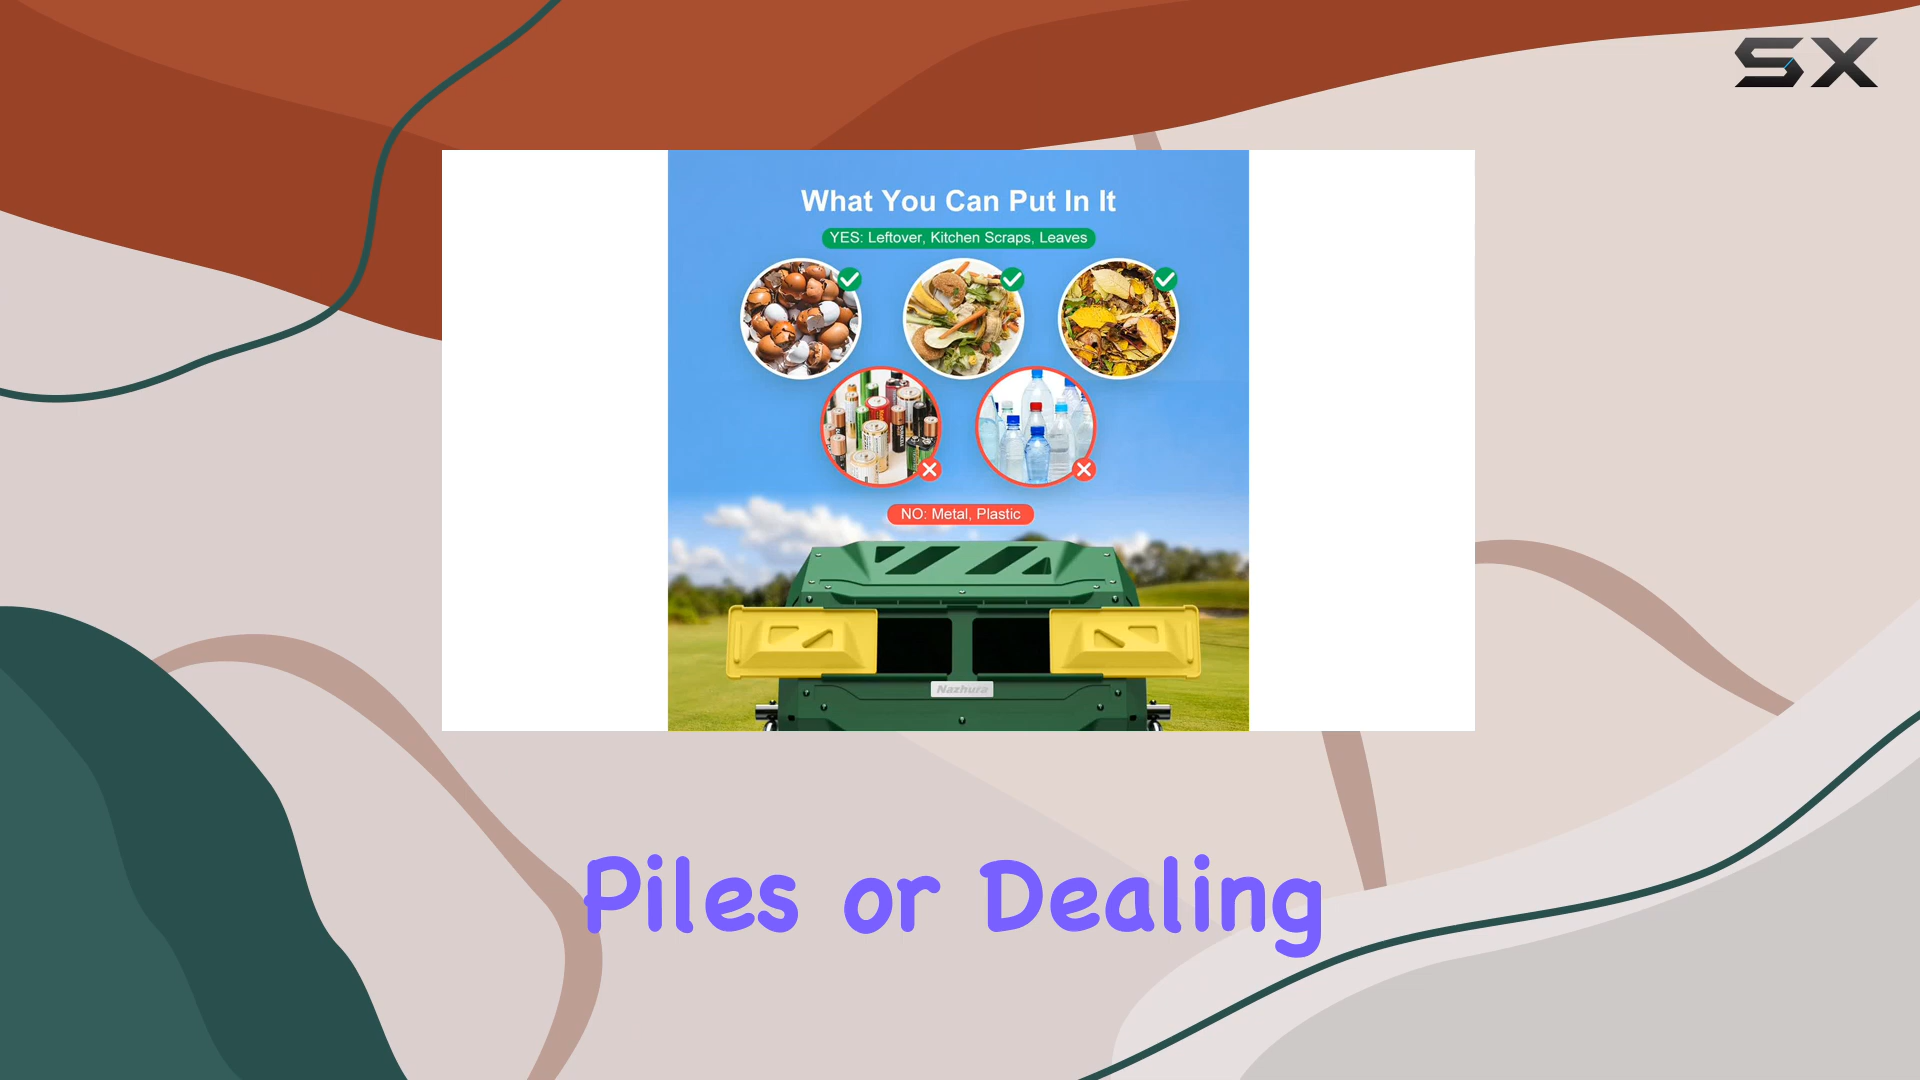 SX
What You Can Put In It
YES: Leftover, Kitchen Scraps, Leaves
NO: Metal, Plastic
Nazhura
Piles or Dealing